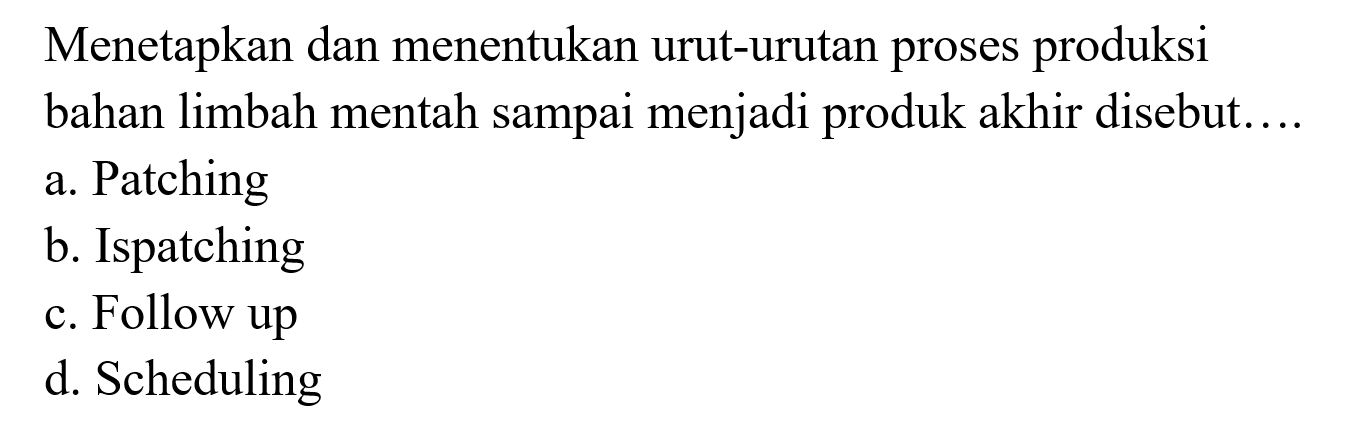 Menetapkan dan menentukan urut-urutan proses produksi
bahan limbah mentah sampai menjadi produk akhir disebut....
a. Patching
b. Ispatching
c. Follow up
d. Scheduling